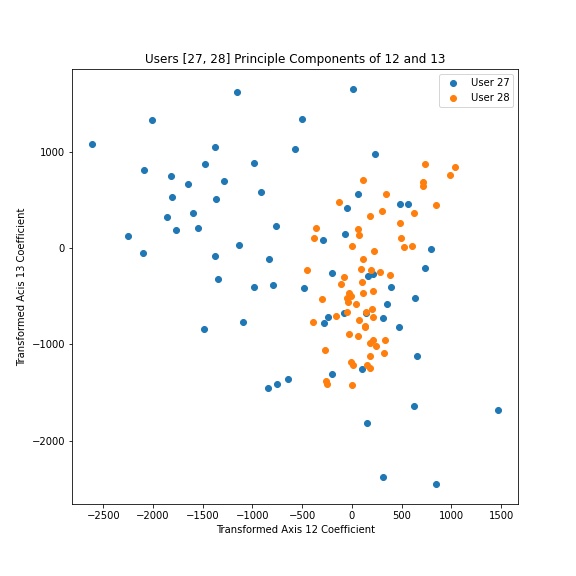 Users [27, 28] Principle Components of 12 and 13
User 27
User 28
Transformed Acis 13 Coefficient
1000
0
−1000
−2000
−2500 −2000 −1500 −1000 −500 0 500 1000 1500
Transformed Axis 12 Coefficient